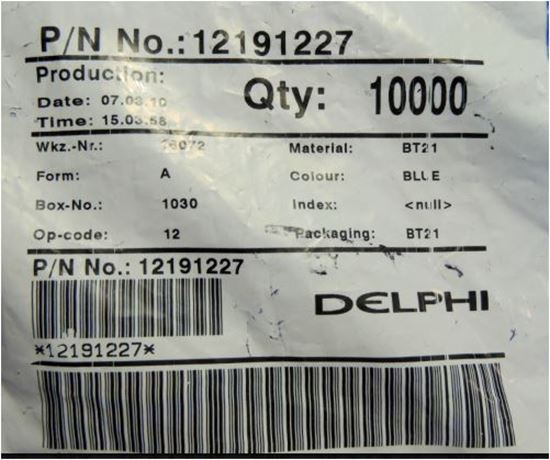 P/N No.:12191227
Production:
Qty: 10000
Date: 07.03.10
Time: 15.03.58
Wkz.-Nr.: Material: BT21
Form: A Colour: BLUE
Box-No.: 1030 Index: <null>
Op-code: 12 Packaging: BT21
P/N No.: 12191227
DELPHI
*12191227*